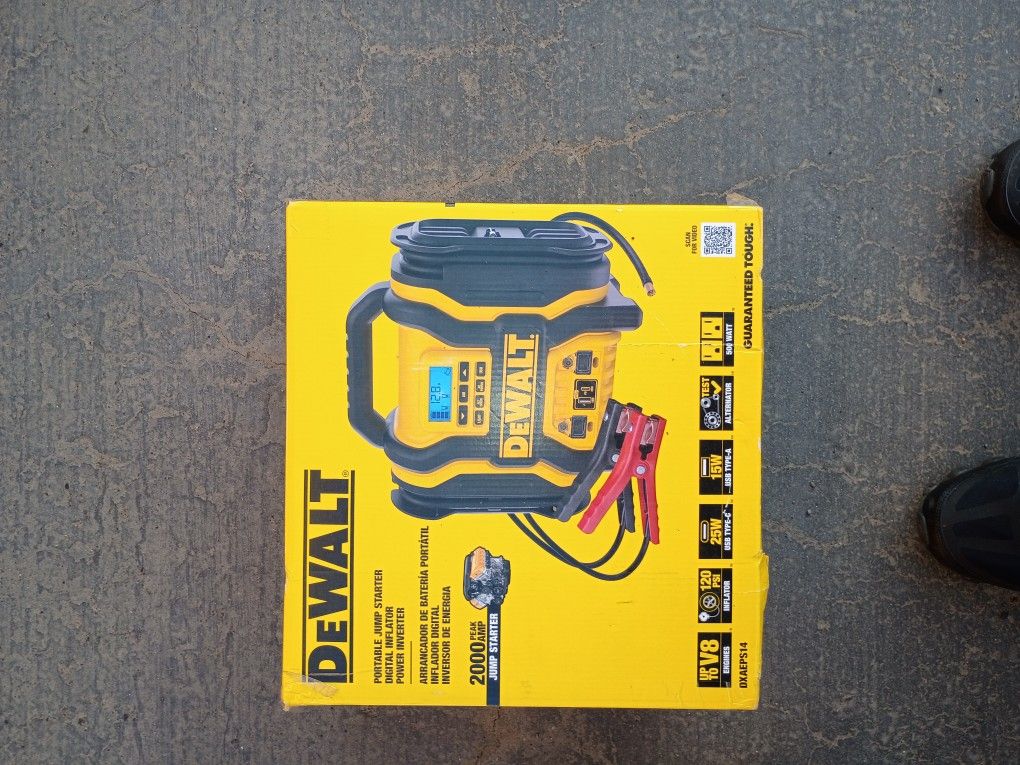 DEWALT®
PORTABLE JUMP STARTER
DIGITAL INFLATOR
POWER INVERTER
ARRANCADOR DE BATERÍA PORTÁTIL
INFLADOR DIGITAL
INVERSOR DE ENERGÍA
2000 PEAK AMP
JUMP STARTER
12.8
DEWALT
UP TO V8
ENGINES
120 PSI
INFLATOR
25W
USB TYPE-C
15W
USB TYPE-A
TEST
ALTERNATOR
500 WATT
DXAEPS14
GUARANTEED TOUGH.
SCAN
FOR VIDEO